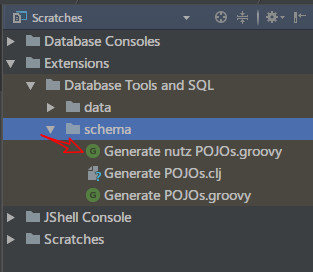 Scratches
Database Consoles
Extensions
Database Tools and SQL
data
schema
Generate nutz POJOs.groovy
Generate POJOs.clj
Generate POJOs.groovy
JShell Console
Scratches